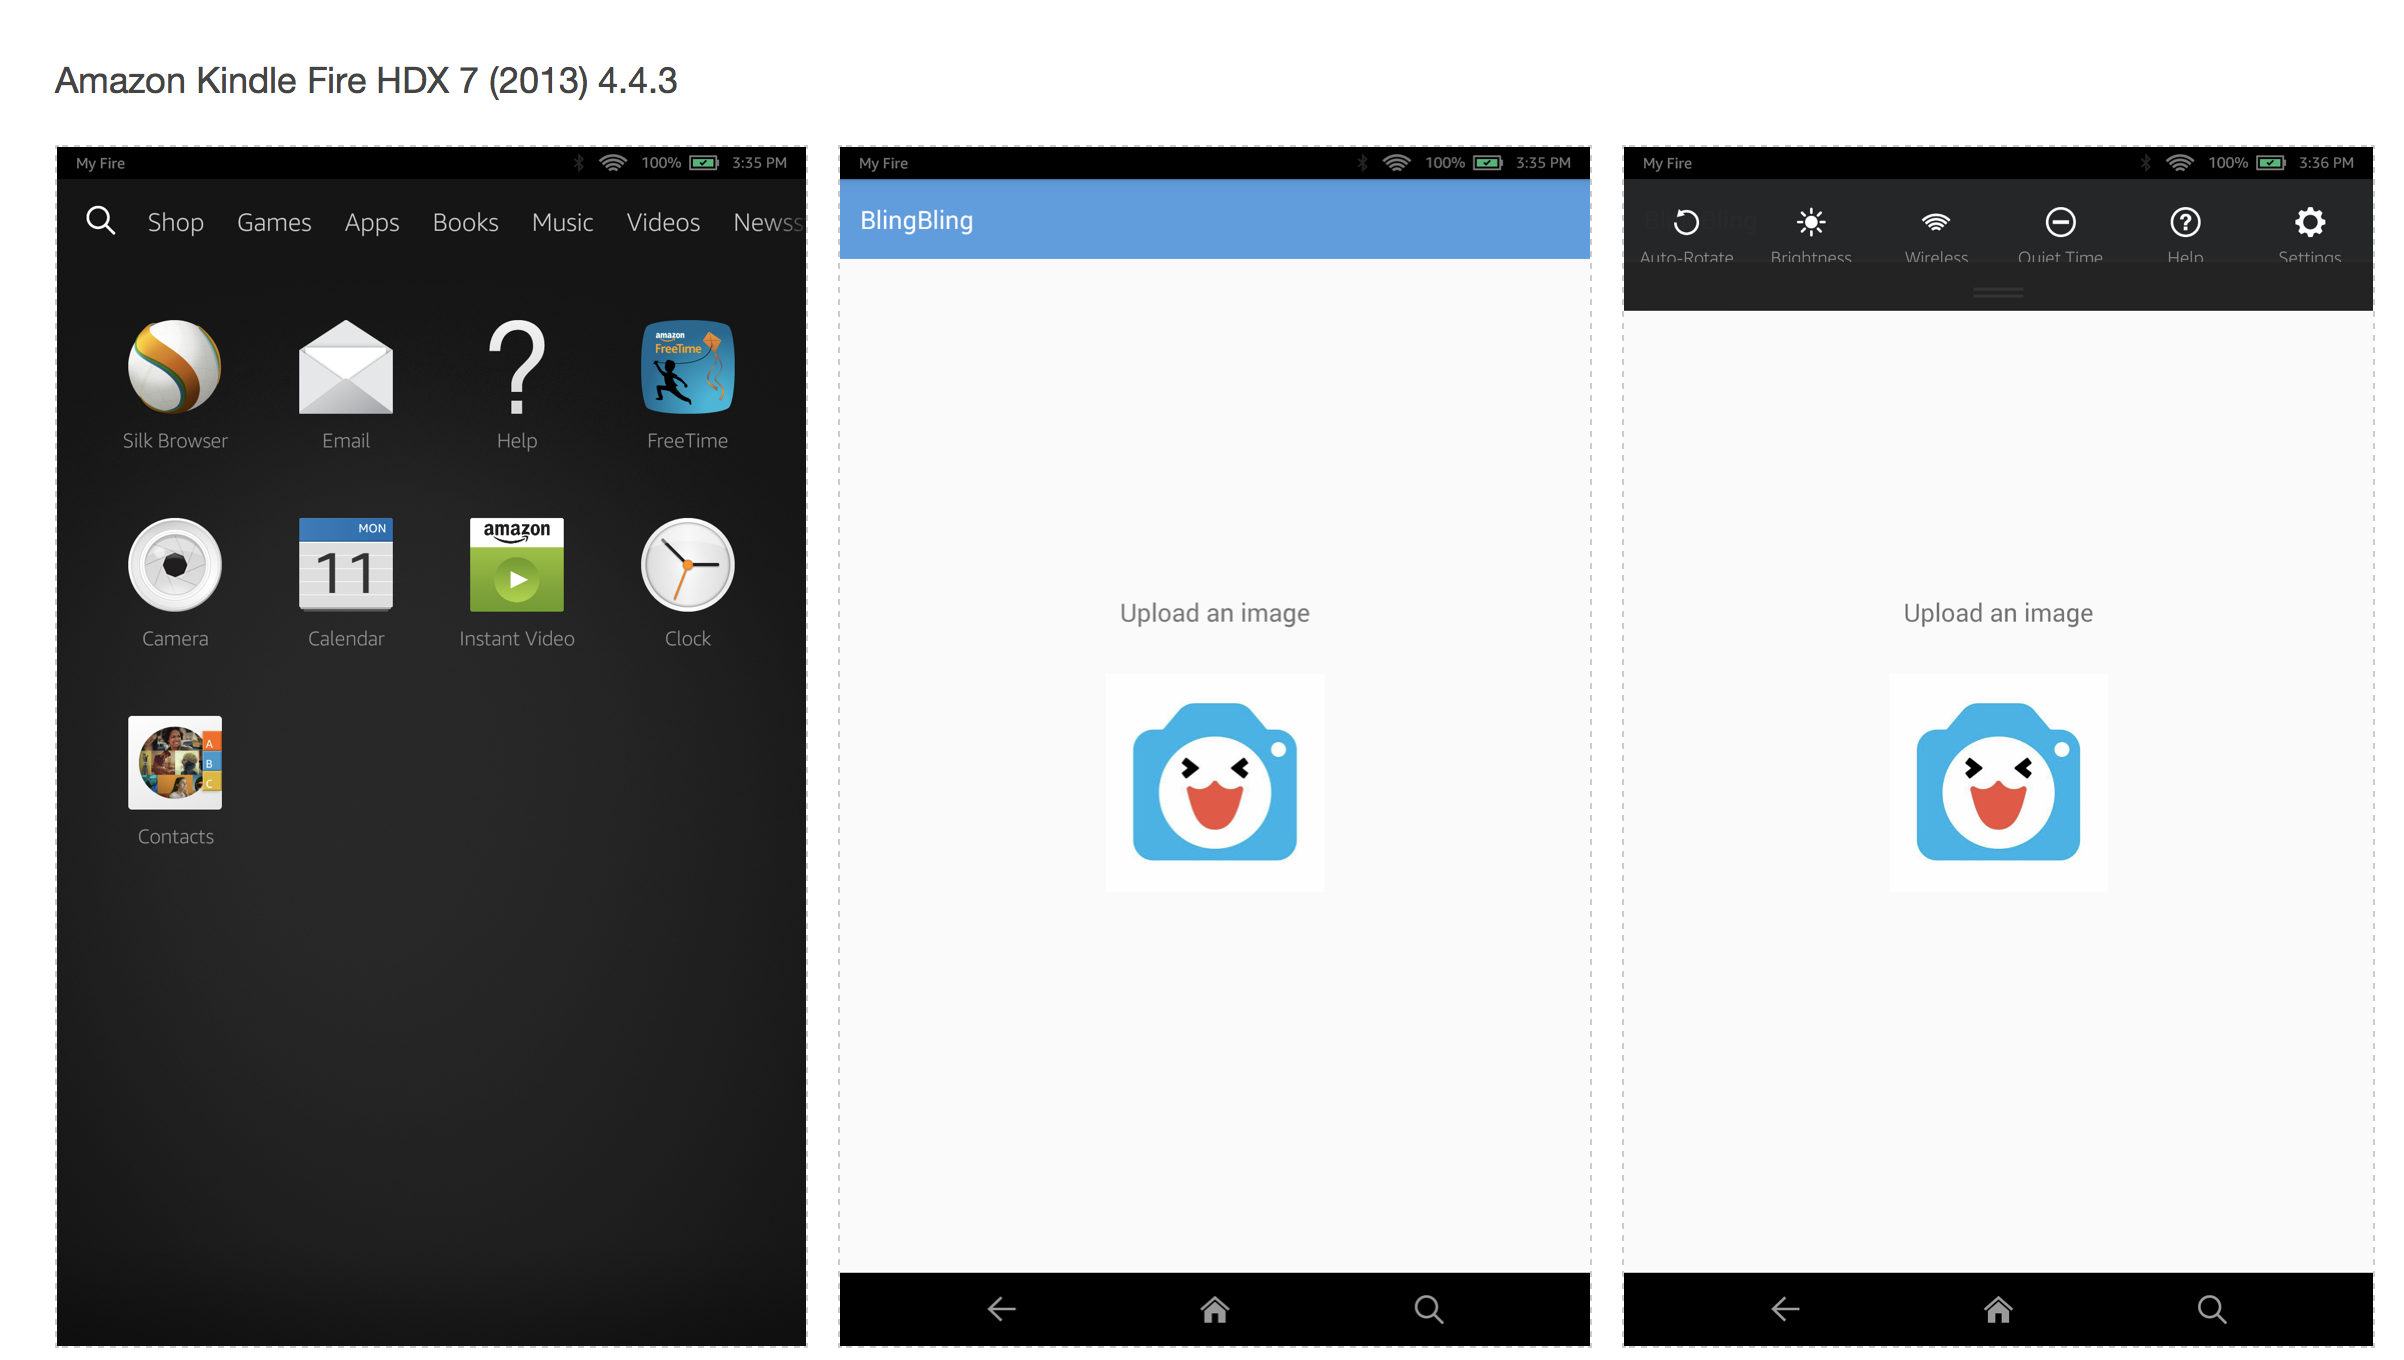 Amazon Kindle Fire HDX 7 (2013) 4.4.3
My Fire 100% 3:35 PM
Shop Games Apps Books Music Videos Newss
amazon
FreeTime
Silk Browser Email Help FreeTime
MON
11
amazon
Camera Calendar Instant Video Clock
A
B
C
Contacts
My Fire 100% 3:35 PM
BlingBling
Upload an image
My Fire 100% 3:36 PM
Auto-Rotate Brightness Wireless Quiet Time Help Settings
Upload an image